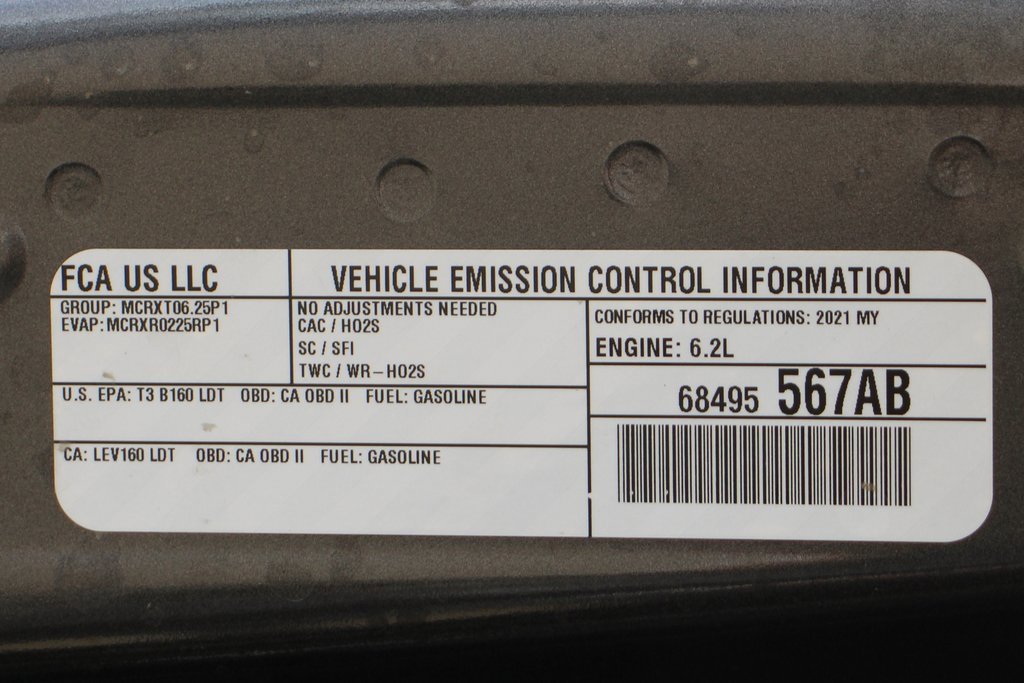 FCA US LLC
VEHICLE EMISSION CONTROL INFORMATION
GROUP: MCRXT06.25P1
EVAP: MCRXR0225RP1
NO ADJUSTMENTS NEEDED
CAC / HO2S
SC / SFI
TWC / WR-HO2S
CONFORMS TO REGULATIONS: 2021 MY
ENGINE: 6.2L
U.S. EPA: T3 B160 LDT OBD: CA OBD II FUEL: GASOLINE
68495 567AB
CA: LEV160 LDT OBD: CA OBD II FUEL: GASOLINE